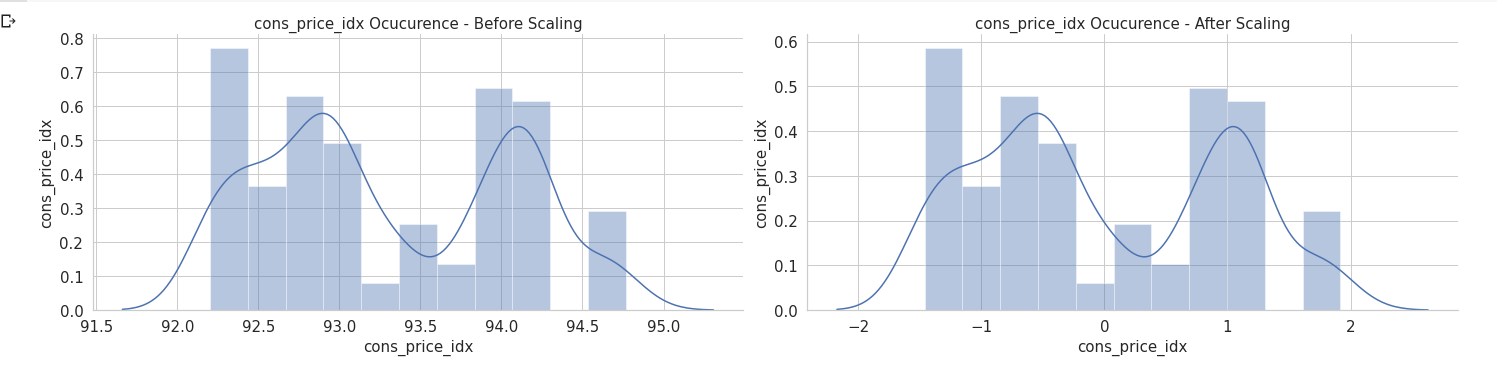 cons_price_idx Ocucurence - Before Scaling
0.8
0.7
0.6
0.5
0.4
0.3
0.2
0.1
0.0
cons_price_idx
91.5 92.0 92.5 93.0 93.5 94.0 94.5 95.0
cons_price_idx
cons_price_idx Ocucurence - After Scaling
0.6
0.5
0.4
0.3
0.2
0.1
0.0
cons_price_idx
−2 −1 0 1 2
cons_price_idx